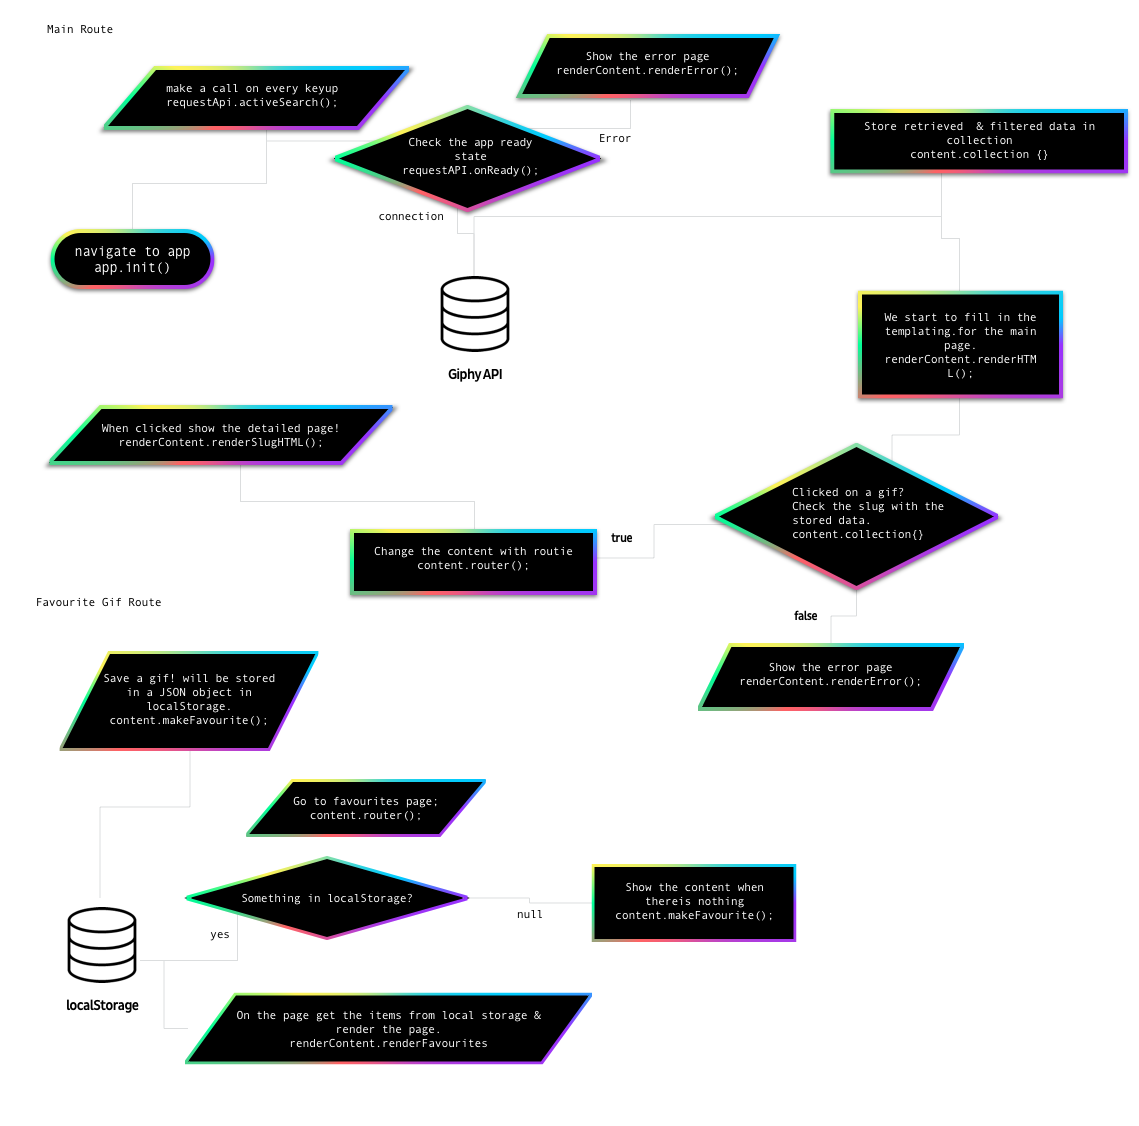 Main Route
Show the error page
renderContent.renderError();
make a call on every keyup
requestApi.activeSearch();
Error
Check the app ready
state
requestAPI.onReady();
Store retrieved  & filtered data in
collection
content.collection {}
connection
navigate to app
app.init()
Giphy API
We start to fill in the
templating.for the main
page.
renderContent.renderHTM
L();
When clicked show the detailed page!
renderContent.renderSlugHTML();
Clicked on a gif?
Check the slug with the
stored data.
content.collection{}
true
Change the content with routie
content.router();
Favourite Gif Route
false
Show the error page
renderContent.renderError();
Save a gif! will be stored
in a JSON object in
localStorage.
content.makeFavourite();
Go to favourites page;
content.router();
Something in localStorage?
null
Show the content when
thereis nothing
content.makeFavourite();
yes
localStorage
On the page get the items from local storage &
render the page.
renderContent.renderFavourites